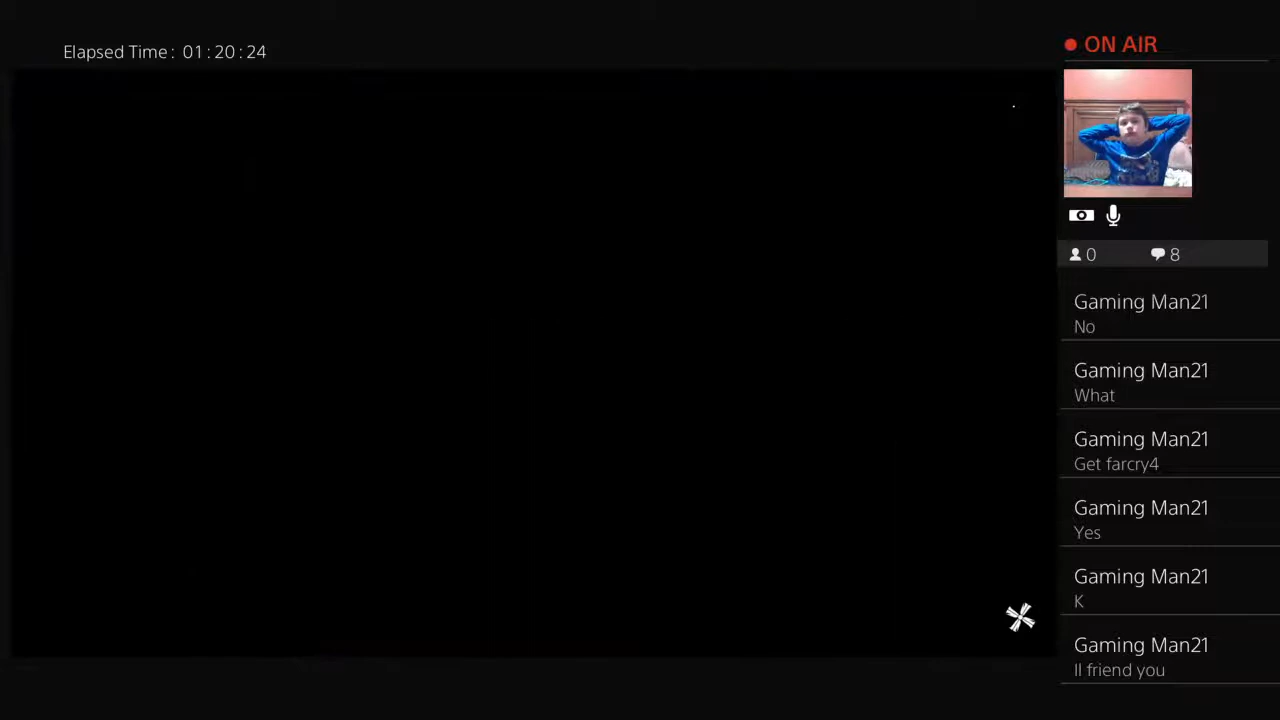 Elapsed Time: 01:20:24
ON AIR
0
8
Gaming Man21
No
Gaming Man21
What
Gaming Man21
Get farcry4
Gaming Man21
Yes
Gaming Man21
K
Gaming Man21
ll friend you